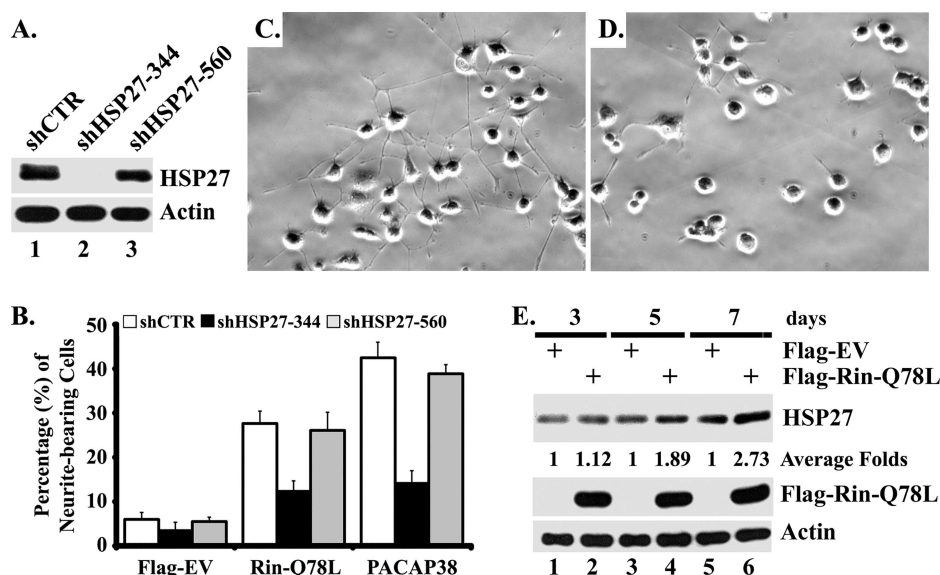 A.
shCTR
shHSP27-344
shHSP27-560
HSP27
Actin
1 2 3
C.
D.
B.
shCTR shHSP27-344 shHSP27-560
Percentage (%) of
Neurite-bearing Cells
50
40
30
20
10
0
Flag-EV Rin-Q78L PACAP38
E.
3 5 7 days
+ + + Flag-EV
+ + + Flag-Rin-Q78L
HSP27
1 1.12 1 1.89 1 2.73 Average Folds
Flag-Rin-Q78L
Actin
1 2 3 4 5 6